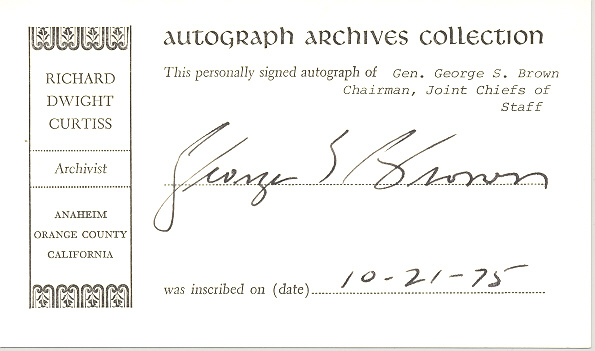 AUTOGRAPH ARCHIVES COLLECTION
This personally signed autograph of Gen. George S. Brown
Chairman, Joint Chiefs of
Staff
George S Brown
was inscribed on (date) 10-21-75
RICHARD
DWIGHT
CURTISS
Archivist
ANAHEIM
ORANGE COUNTY
CALIFORNIA